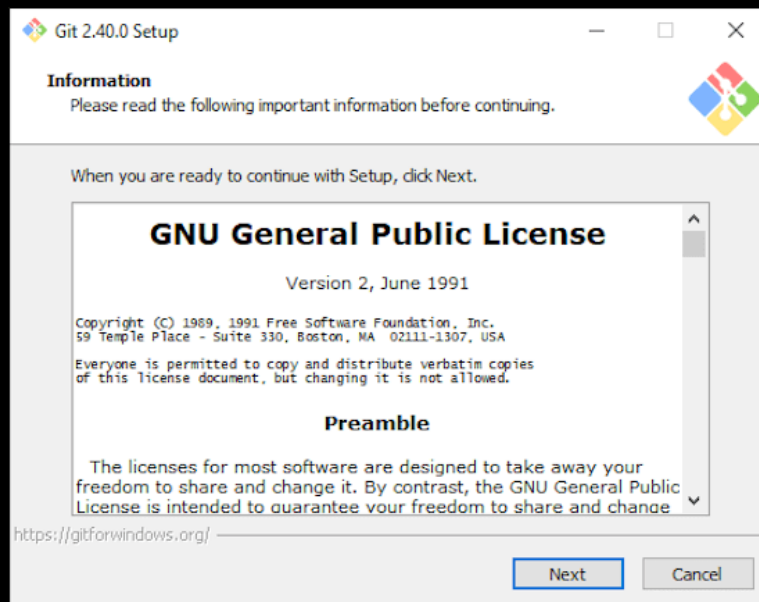 Git 2.40.0 Setup
Information
Please read the following important information before continuing.
When you are ready to continue with Setup, click Next.
GNU General Public License
Version 2, June 1991
Copyright (C) 1989, 1991 Free Software Foundation, Inc.
59 Temple Place - Suite 330, Boston, MA  02111-1307, USA
Everyone is permitted to copy and distribute verbatim copies
of this license document, but changing it is not allowed.
Preamble
The licenses for most software are designed to take away your
freedom to share and change it. By contrast, the GNU General Public
License is intended to guarantee your freedom to share and change
https://gitforwindows.org/
Next
Cancel